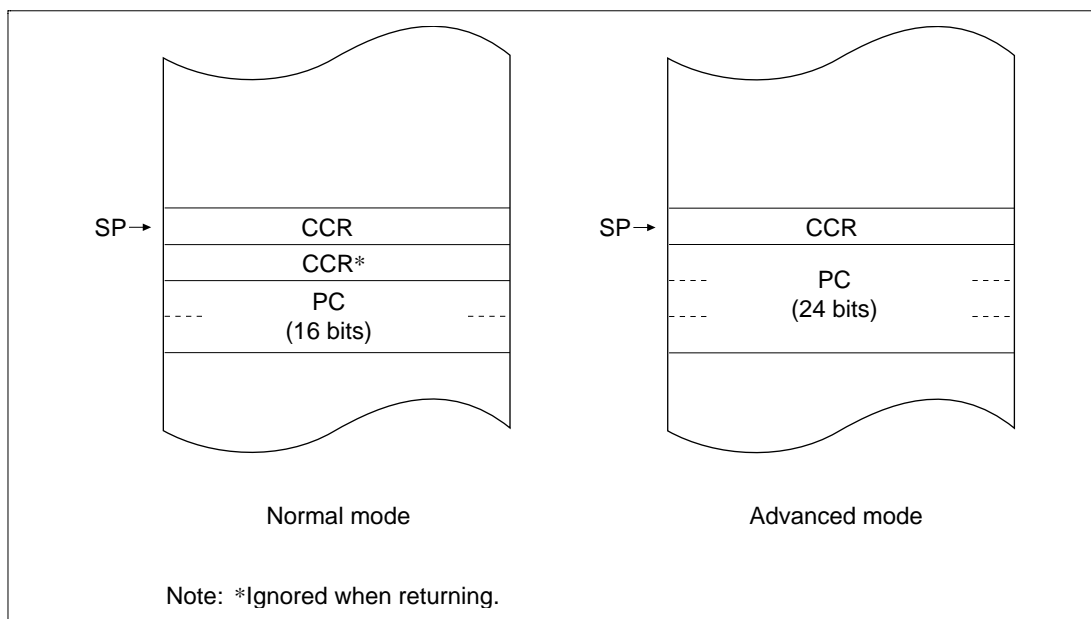 SP→ CCR
CCR*
PC
(16 bits)
Normal mode
SP→ CCR
PC
(24 bits)
Advanced mode
Note: *Ignored when returning.